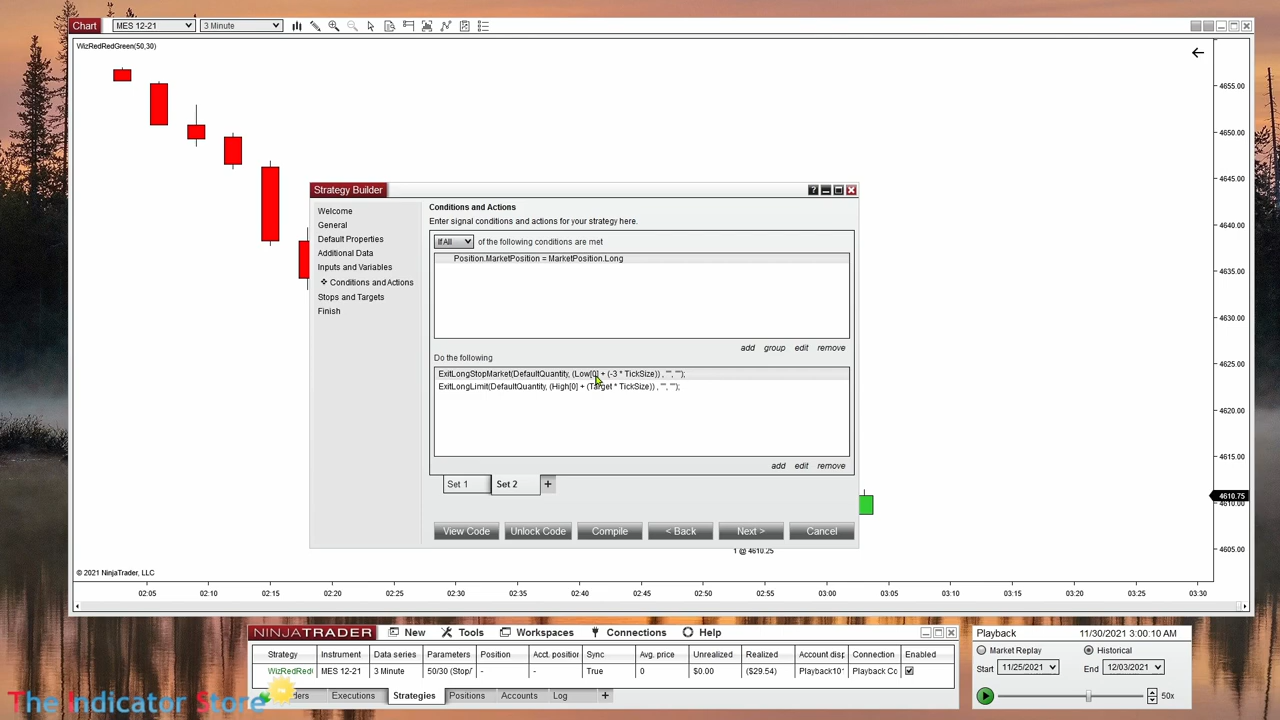 Chart
MES 12-21
3 Minute
WizRedRedGreen(50,30)
4655.00
4650.00
4645.00
4640.00
4635.00
4630.00
4625.00
4620.00
4615.00
4610.75
4610.00
4605.00
Strategy Builder
?
Welcome
General
Default Properties
Additional Data
Inputs and Variables
Conditions and Actions
Stops and Targets
Finish
Conditions and Actions
Enter signal conditions and actions for your strategy here.
If All of the following conditions are met
Position.MarketPosition = MarketPosition.Long
add group edit remove
Do the following
ExitLongStopMarket(DefaultQuantity, (Low[0] + (-3 * TickSize)) , "", "");
ExitLongLimit(DefaultQuantity, (High[0] + (Target * TickSize)) , "", "");
add edit remove
Set 1 Set 2 +
View Code Unlock Code Compile < Back Next > Cancel
1 @ 4610.25
© 2021 NinjaTrader, LLC
02:05 02:10 02:15 02:20 02:25 02:30 02:35 02:40 02:45 02:50 02:55 03:00 03:05 03:10 03:15 03:20 03:25 03:30
NINJATRADER New Tools Workspaces Connections Help
Strategy Instrument Data series Parameters Position Acct. position Sync Avg. price Unrealized Realized Account disp Connection Enabled
WizRedRed MES 12-21 3 Minute 50/30 (Stop/ - - True 0 $0.00 ($29.54) Playback10 Playback Co
Executions Strategies Positions Accounts Log +
Playback 11/30/2021 3:00:10 AM
Market Replay Historical
Start 11/25/2021 End 12/03/2021
50x
The Indicator Store